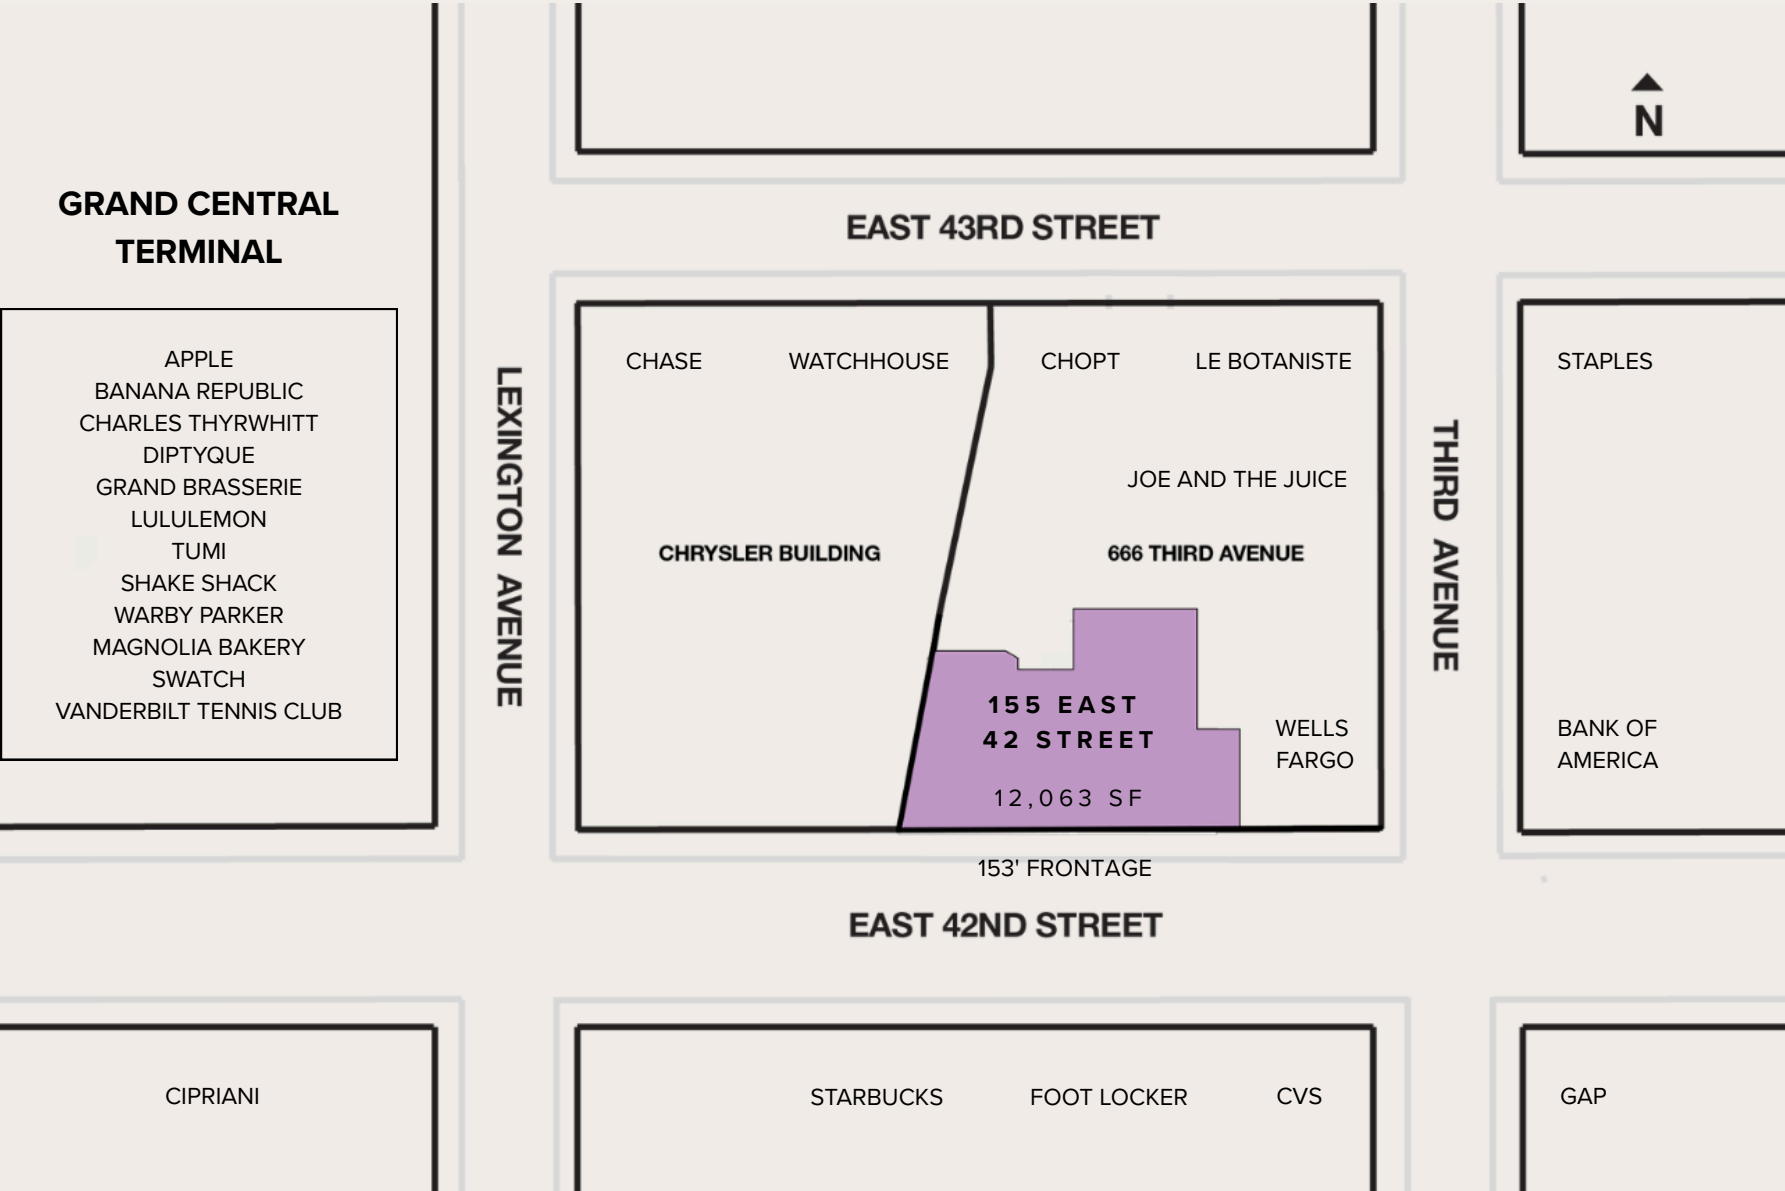 N
GRAND CENTRAL
TERMINAL
APPLE
BANANA REPUBLIC
CHARLES THYRWHITT
DIPTYQUE
GRAND BRASSERIE
LULULEMON
TUMI
SHAKE SHACK
WARBY PARKER
MAGNOLIA BAKERY
SWATCH
VANDERBILT TENNIS CLUB
LEXINGTON AVENUE
EAST 43RD STREET
CHASE
WATCHHOUSE
CHOPT
LE BOTANISTE
JOE AND THE JUICE
CHRYSLER BUILDING
666 THIRD AVENUE
155 EAST
42 STREET
12,063 SF
WELLS
FARGO
153' FRONTAGE
EAST 42ND STREET
THIRD AVENUE
STAPLES
BANK OF
AMERICA
CIPRIANI
STARBUCKS
FOOT LOCKER
CVS
GAP